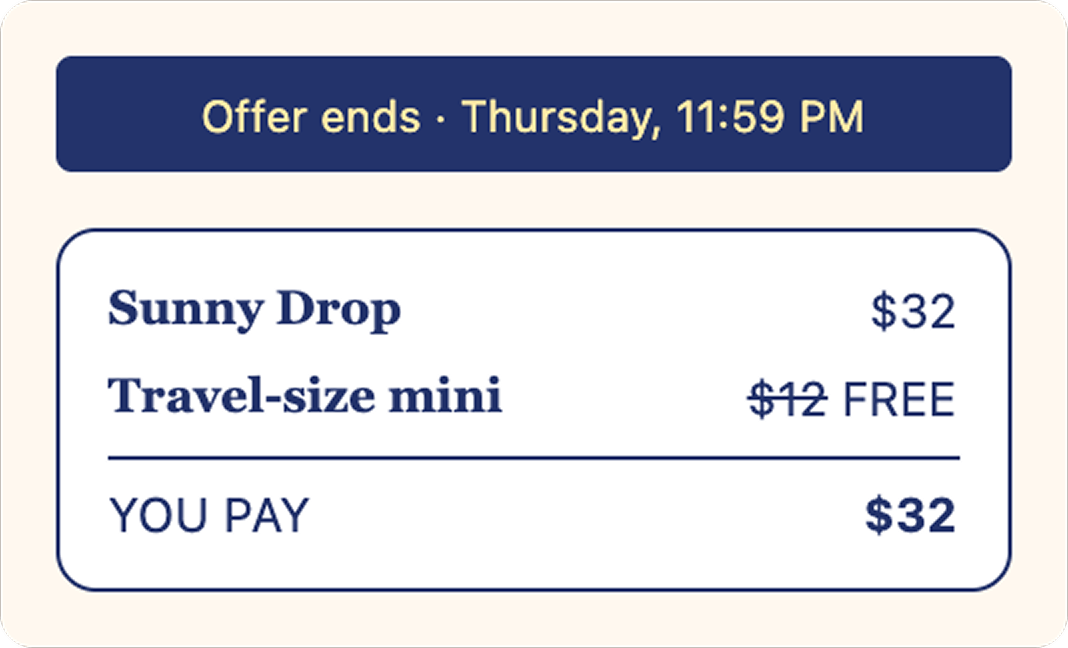 Offer ends · Thursday, 11:59 PM
Sunny Drop $32
Travel-size mini $12 FREE
YOU PAY $32